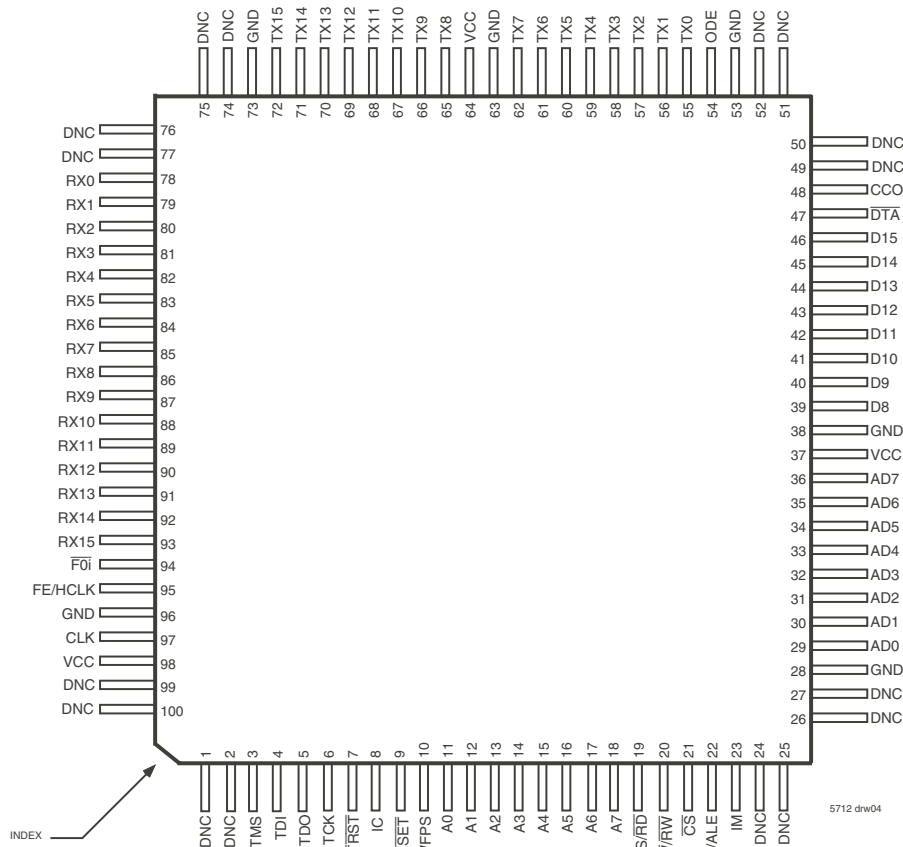 DNC
DNC
GND
TX15
TX14
TX13
TX12
TX11
TX10
TX9
TX8
VCC
GND
TX7
TX6
TX5
TX4
TX3
TX2
TX1
TX0
ODE
GND
DNC
DNC
75
74
73
72
71
70
69
68
67
66
65
64
63
62
61
60
59
58
57
56
55
54
53
52
51
DNC 76
DNC 77
RX0 78
RX1 79
RX2 80
RX3 81
RX4 82
RX5 83
RX6 84
RX7 85
RX8 86
RX9 87
RX10 88
RX11 89
RX12 90
RX13 91
RX14 92
RX15 93
F0i 94
FE/HCLK 95
GND 96
CLK 97
VCC 98
DNC 99
DNC 100
50 DNC
49 DNC
48 CCO
47 DTA
46 D15
45 D14
44 D13
43 D12
42 D11
41 D10
40 D9
39 D8
38 GND
37 VCC
36 AD7
35 AD6
34 AD5
33 AD4
32 AD3
31 AD2
30 AD1
29 AD0
28 GND
27 DNC
26 DNC
1
2
3
4
5
6
7
8
9
10
11
12
13
14
15
16
17
18
19
20
21
22
23
24
25
DNC
DNC
TMS
TDI
TDO
TCK
RST
IC
SET
FPS
A0
A1
A2
A3
A4
A5
A6
A7
S/RD
/RW
CS
/ALE
IM
DNC
DNC
INDEX
5712 drw04